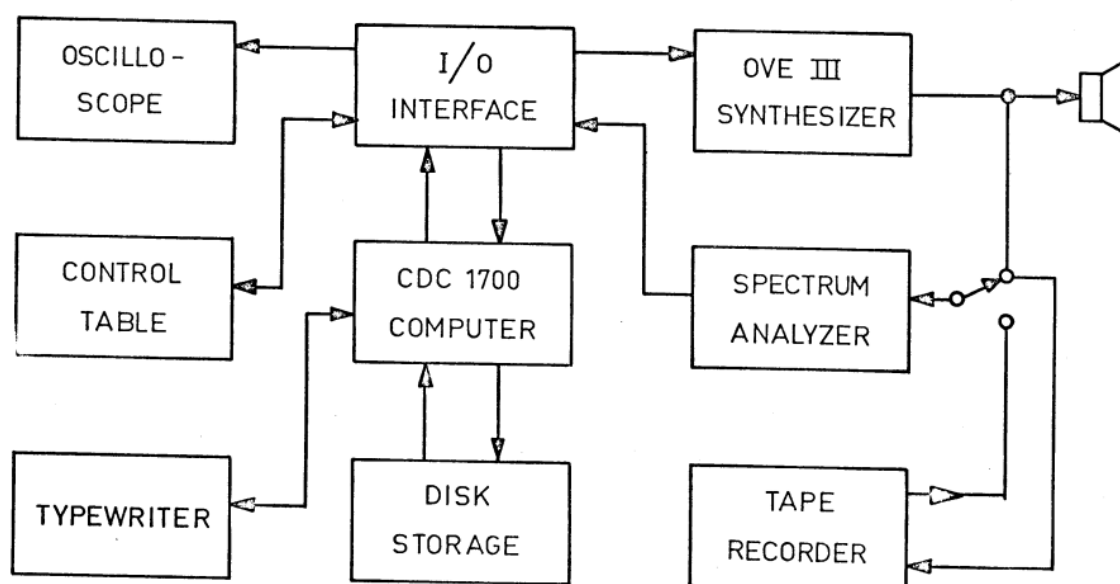 OSCILLO-
SCOPE
I/O
INTERFACE
OVE III
SYNTHESIZER
CONTROL
TABLE
CDC 1700
COMPUTER
SPECTRUM
ANALYZER
TYPEWRITER
DISK
STORAGE
TAPE
RECORDER